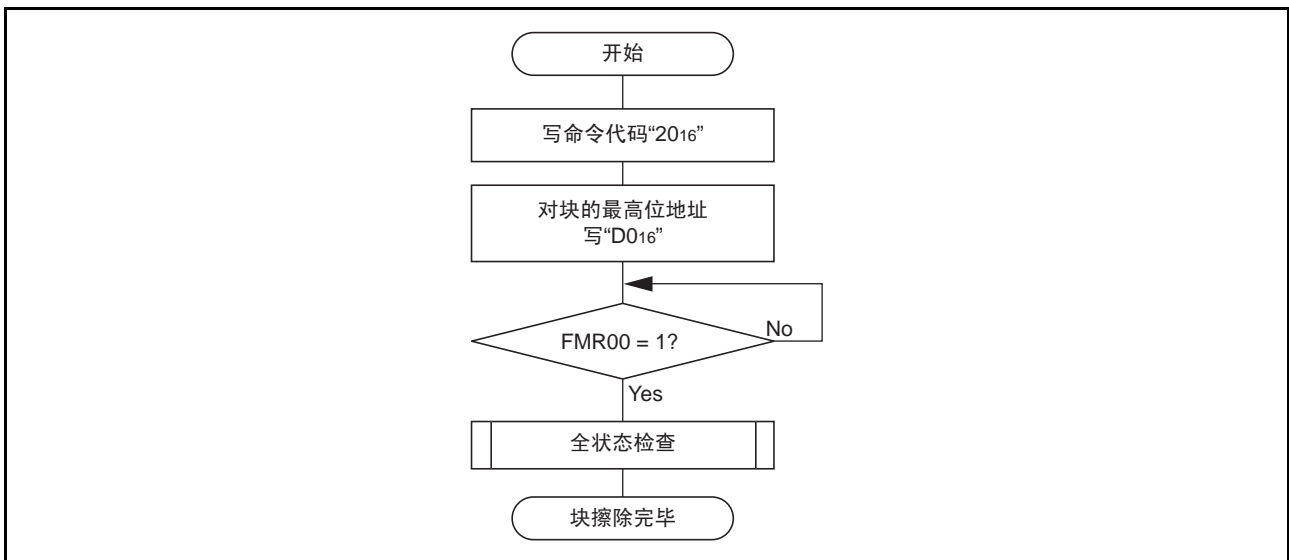 开始
写命令代码“2016”
对块的最高位地址
写“D016”
FMR00 = 1?
No
Yes
全状态检查
块擦除完毕